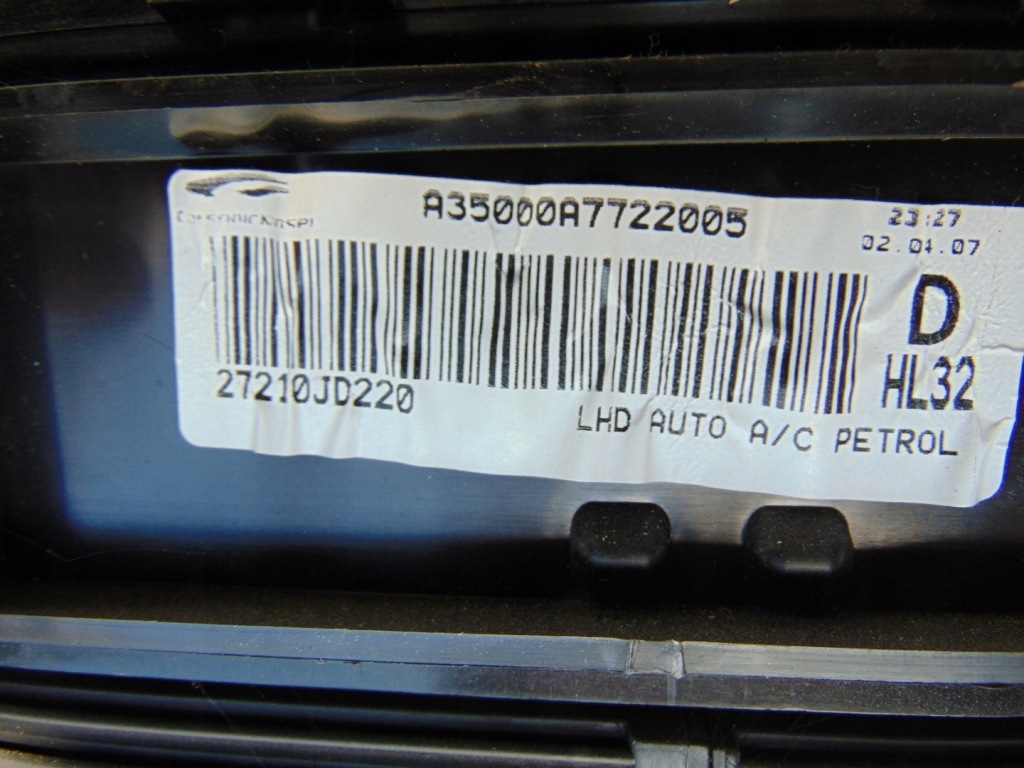 A35000A7722005
23:27
02.04.07
D
HL32
27210JD220
LHD AUTO A/C PETROL